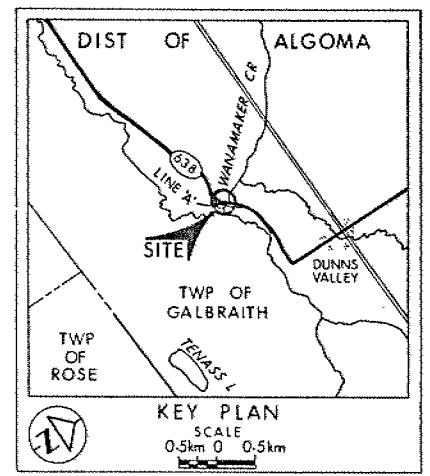 DIST OF ALGOMA
WANAMAKER CR
638
LINE 'A'
SITE
DUNNS
VALLEY
TWP OF
GALBRAITH
TWP
OF
ROSE
TENASS L
N
KEY PLAN
SCALE
0·5km 0 0·5km